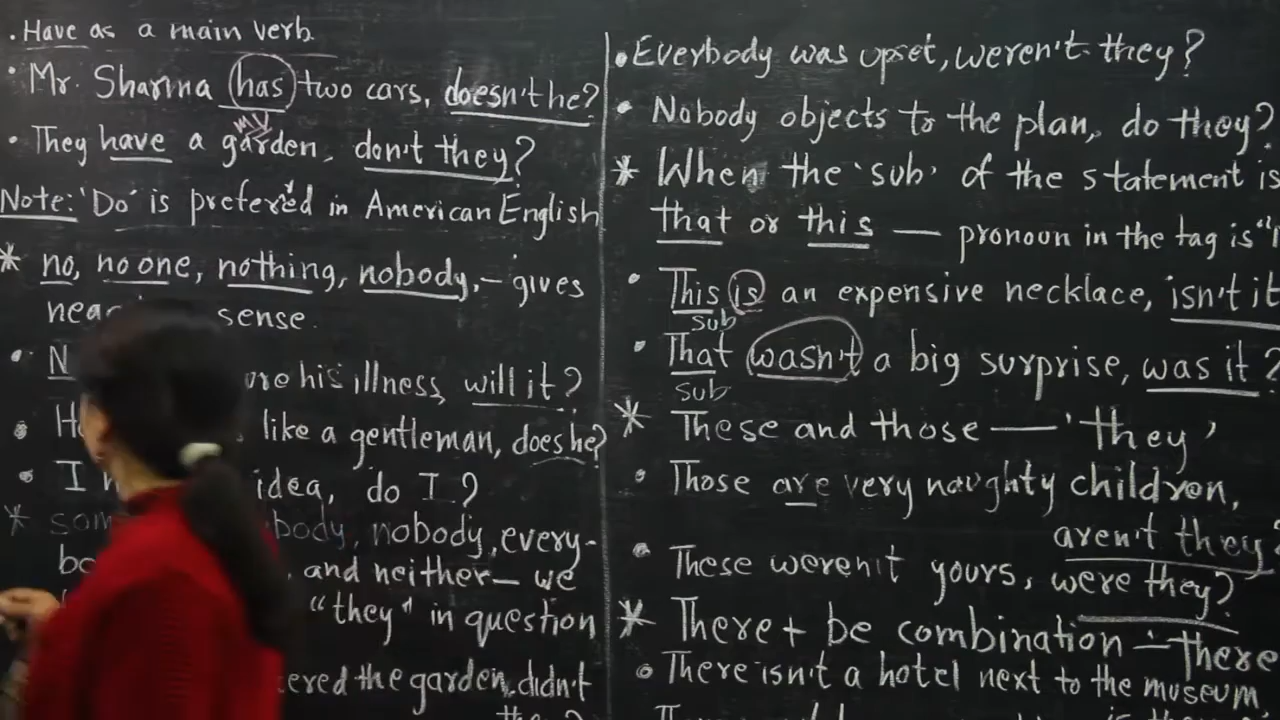 . Have as a main verb
• Mr. Sharma has two cars, doesn't he?
MV
• They have a garden, don't they?
Note: 'Do' is prefered in American English
* no, no one, nothing, nobody, – gives
sense.
his illness, will it?
like a gentleman, does he?
• I idea, do I?
* body, nobody, every-
and neither – we
"they" in question
the garden, didn't
• Everybody was upset, weren't they?
• Nobody objects to the plan, do they?
* When the 'sub' of the statement is
that or this — pronoun in the tag is
• This is an expensive necklace, isn't it
sub
• That wasn't a big surprise, was it?
sub
* These and those — 'they'
• Those are very naughty children,
aren't they
• These weren't yours, were they?
* There + be combination – there
• There isn't a hotel next to the museum